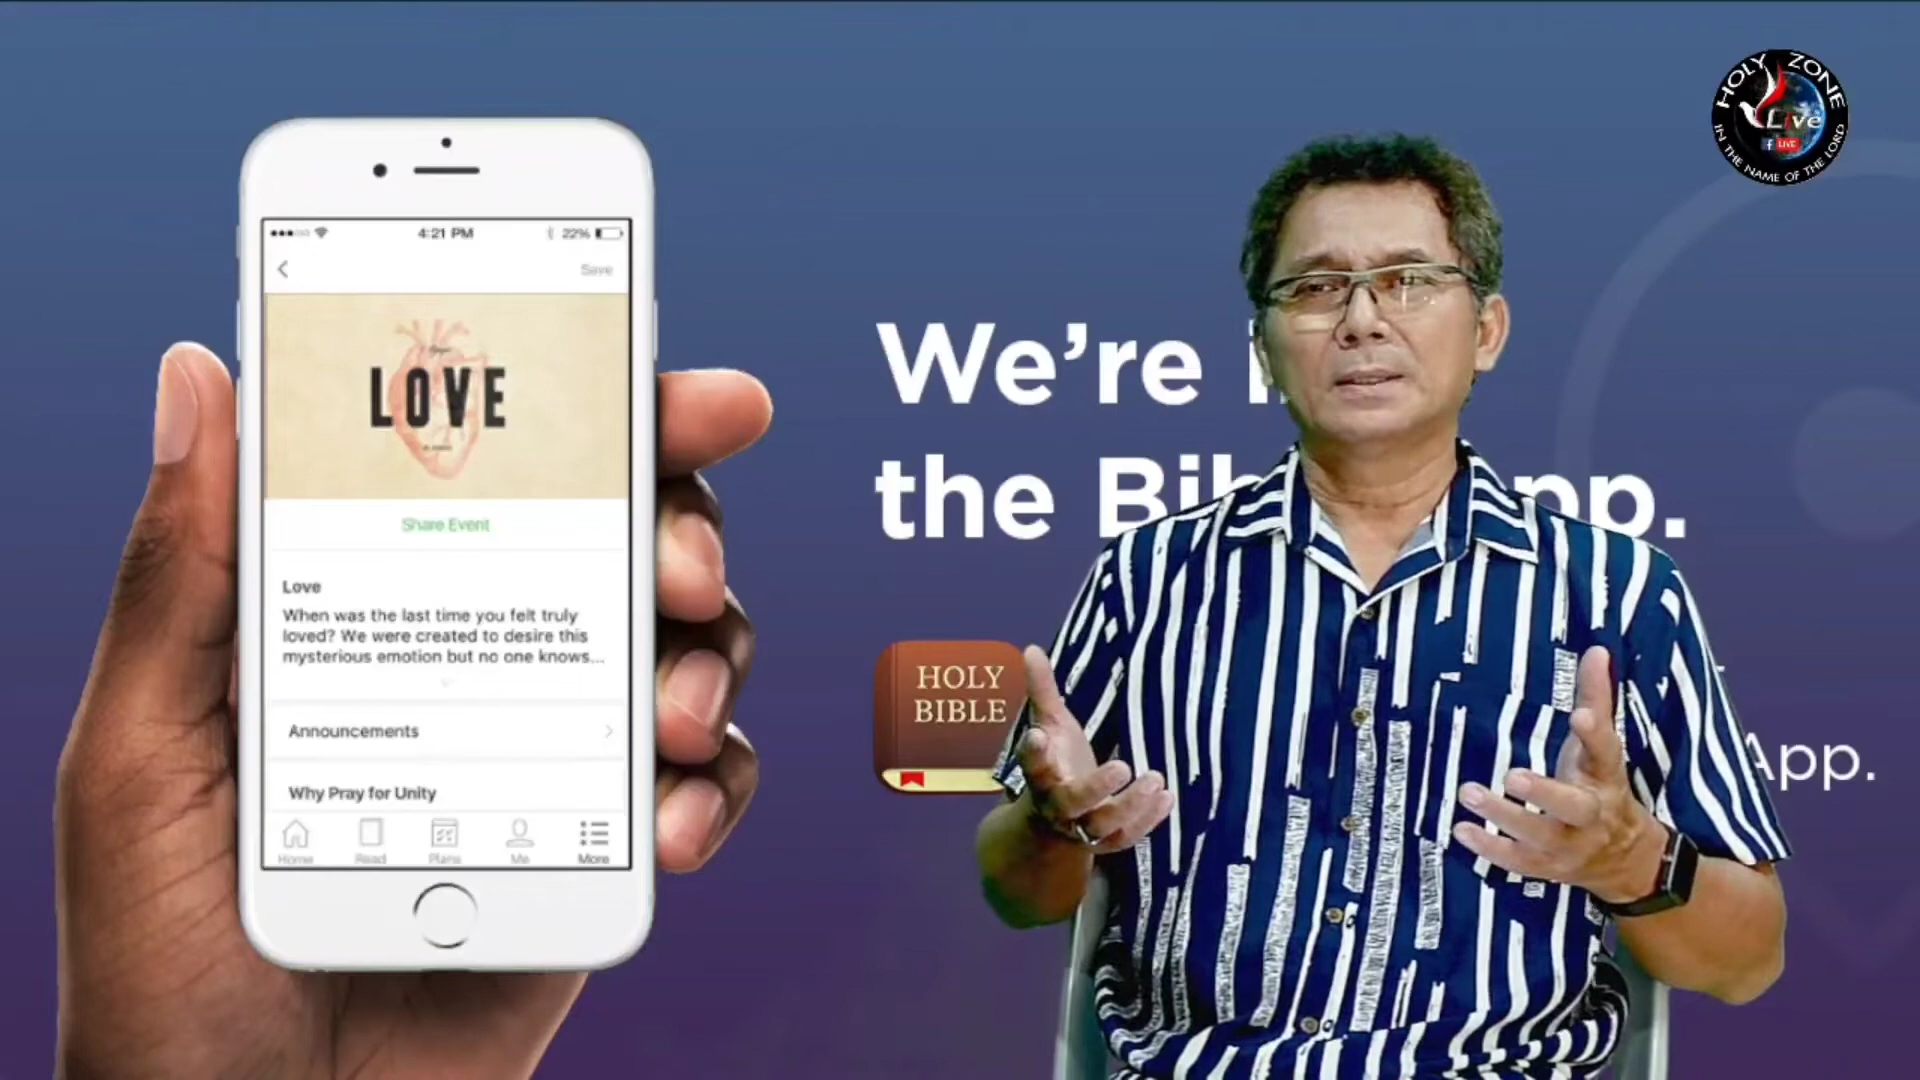 HOLY ZONE
Live
f LIVE
IN THE NAME OF THE LORD
4:21 PM
22%
Save
LOVE
Share Event
Love
When was the last time you felt truly
loved? We were created to desire this
mysterious emotion but no one knows...
Announcements
Why Pray for Unity
Home Read Plans Me More
We're
the
HOLY
BIBLE
App.